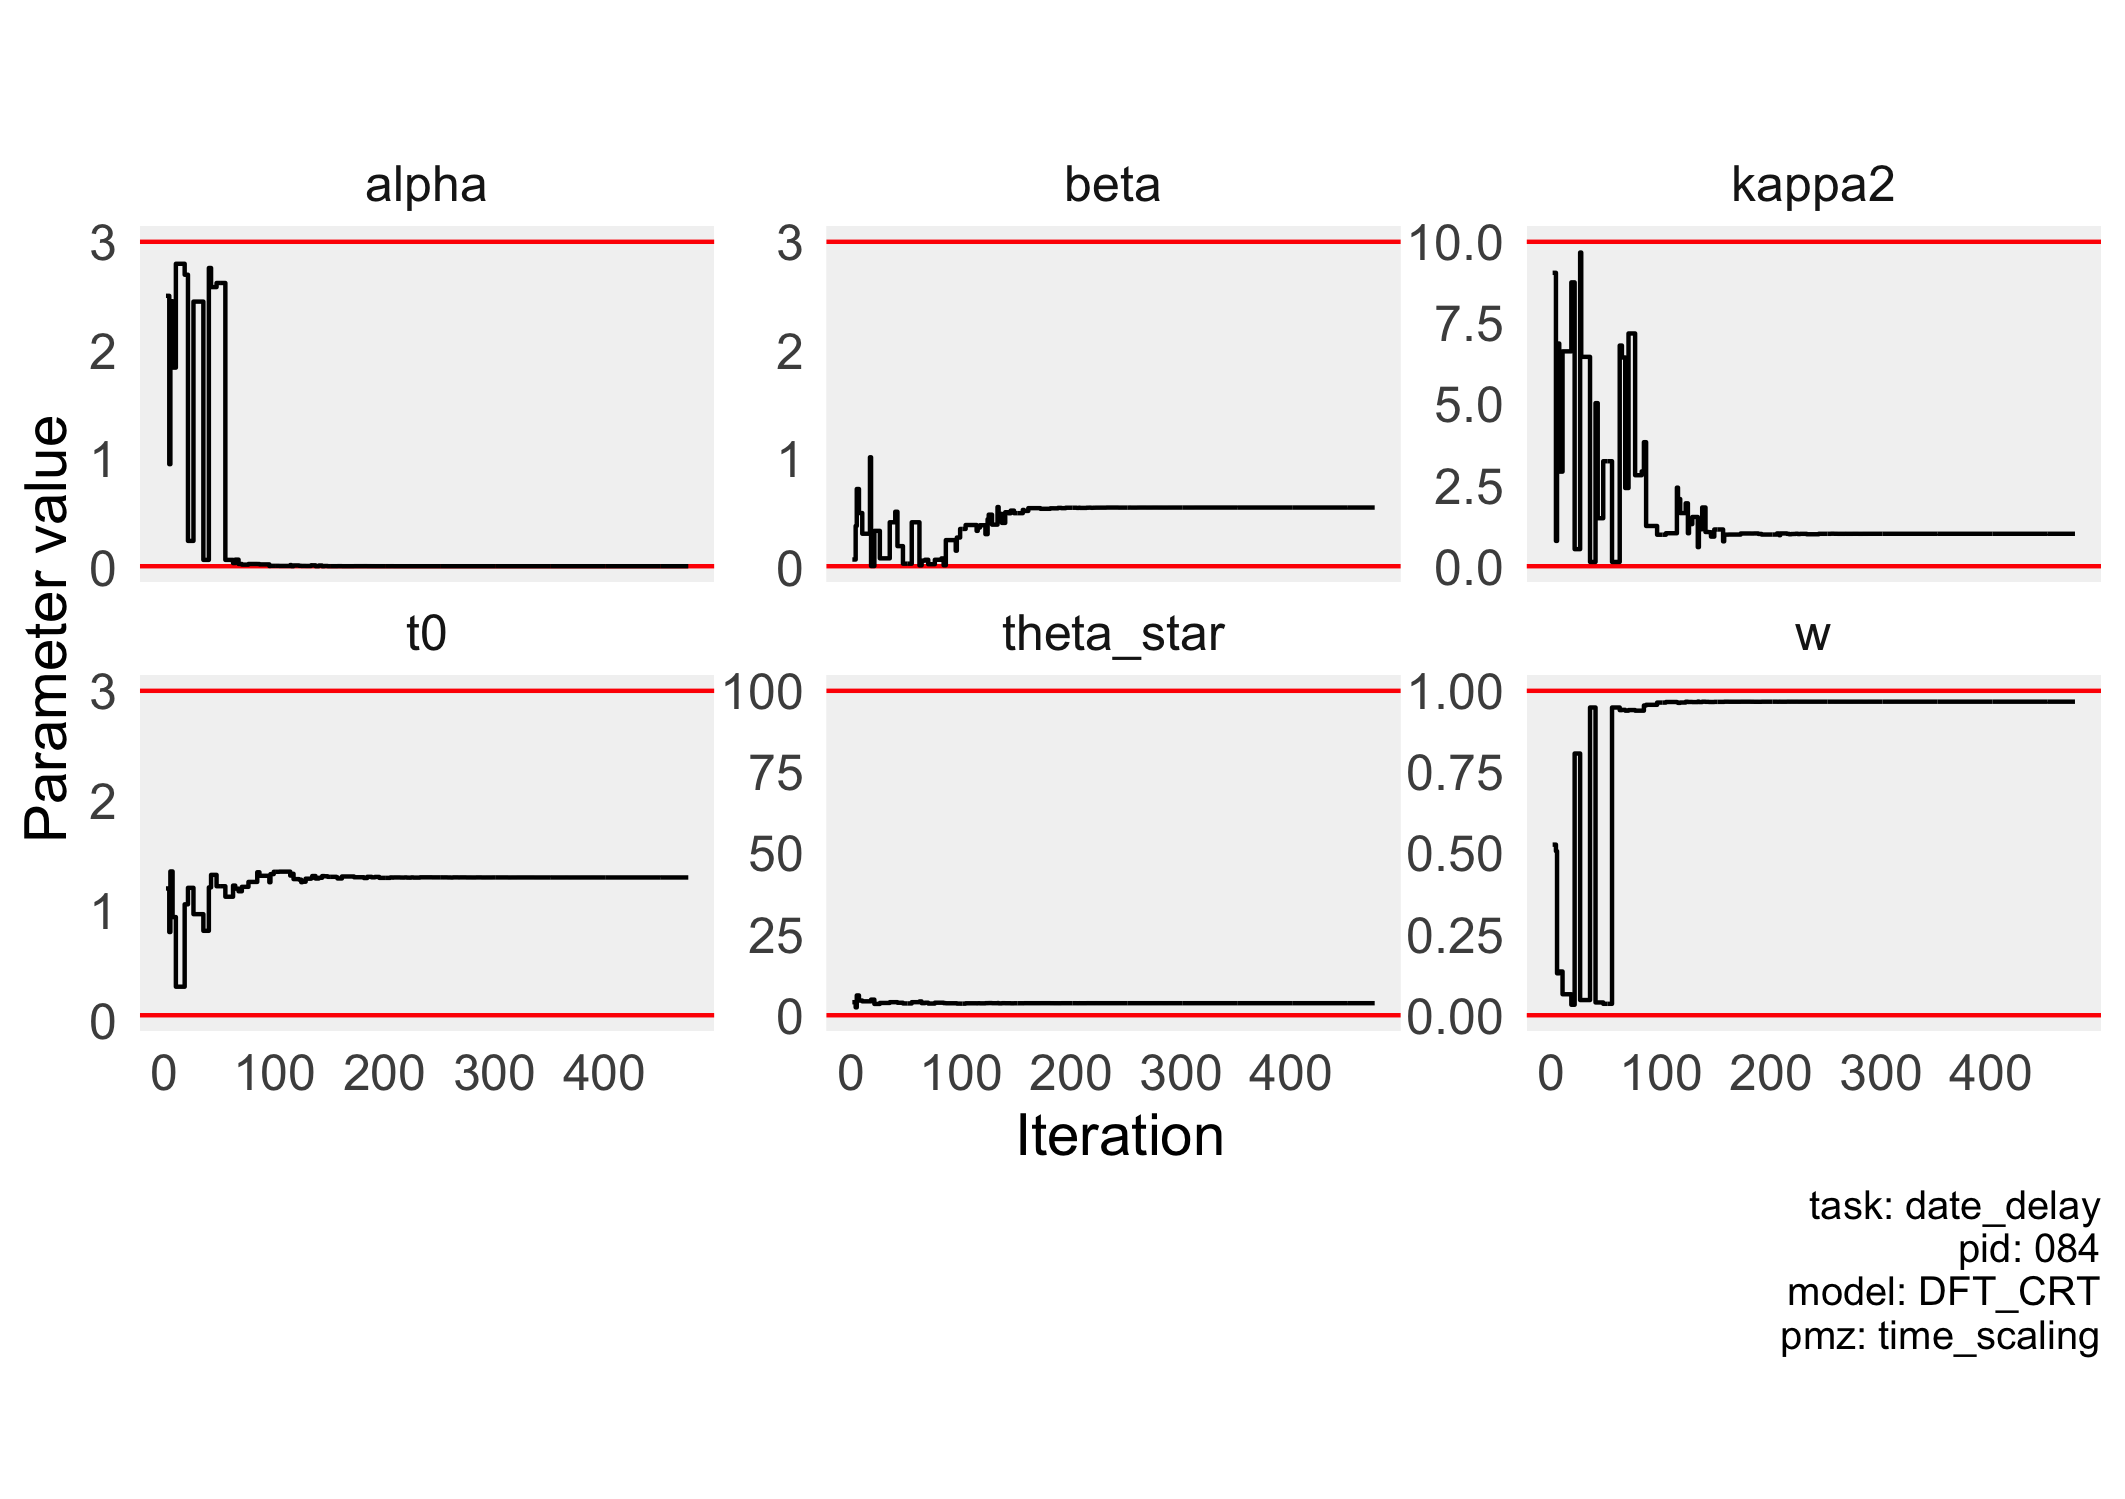 alpha
beta
kappa2
3
2
1
0
3
2
1
0
10.0
7.5
5.0
2.5
0.0
t0
theta_star
w
3
2
1
0
100
75
50
25
0
1.00
0.75
0.50
0.25
0.00
0 100 200 300 400
0 100 200 300 400
0 100 200 300 400
Parameter value
Iteration
task: date_delay
pid: 084
model: DFT_CRT
pmz: time_scaling